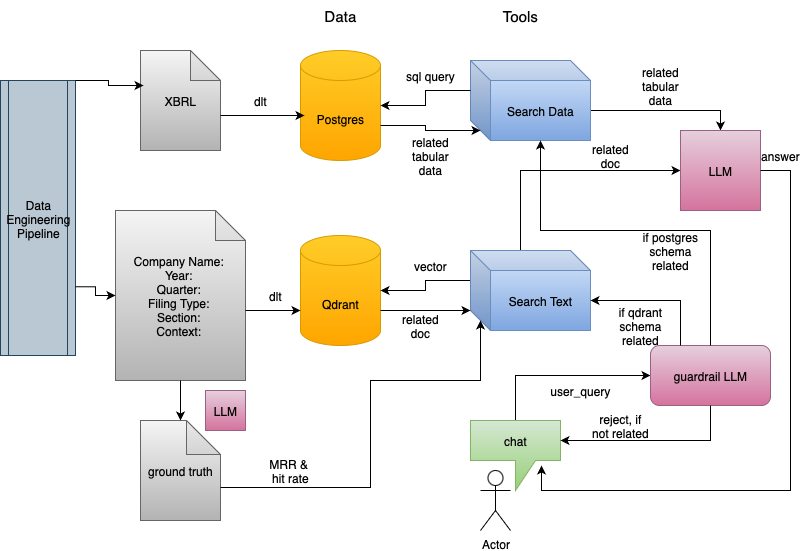 Data
Tools
XBRL
dlt
Postgres
sql query
related
tabular
data
Search Data
related
tabular
data
related
doc
LLM
answer
Data
Engineering
Pipeline
Company Name:
Year:
Quarter:
Filing Type:
Section:
Context:
dlt
Qdrant
vector
related
doc
Search Text
if postgres
schema
related
if qdrant
schema
related
guardrail LLM
user_query
reject, if
not related
chat
LLM
ground truth
MRR &
hit rate
Actor